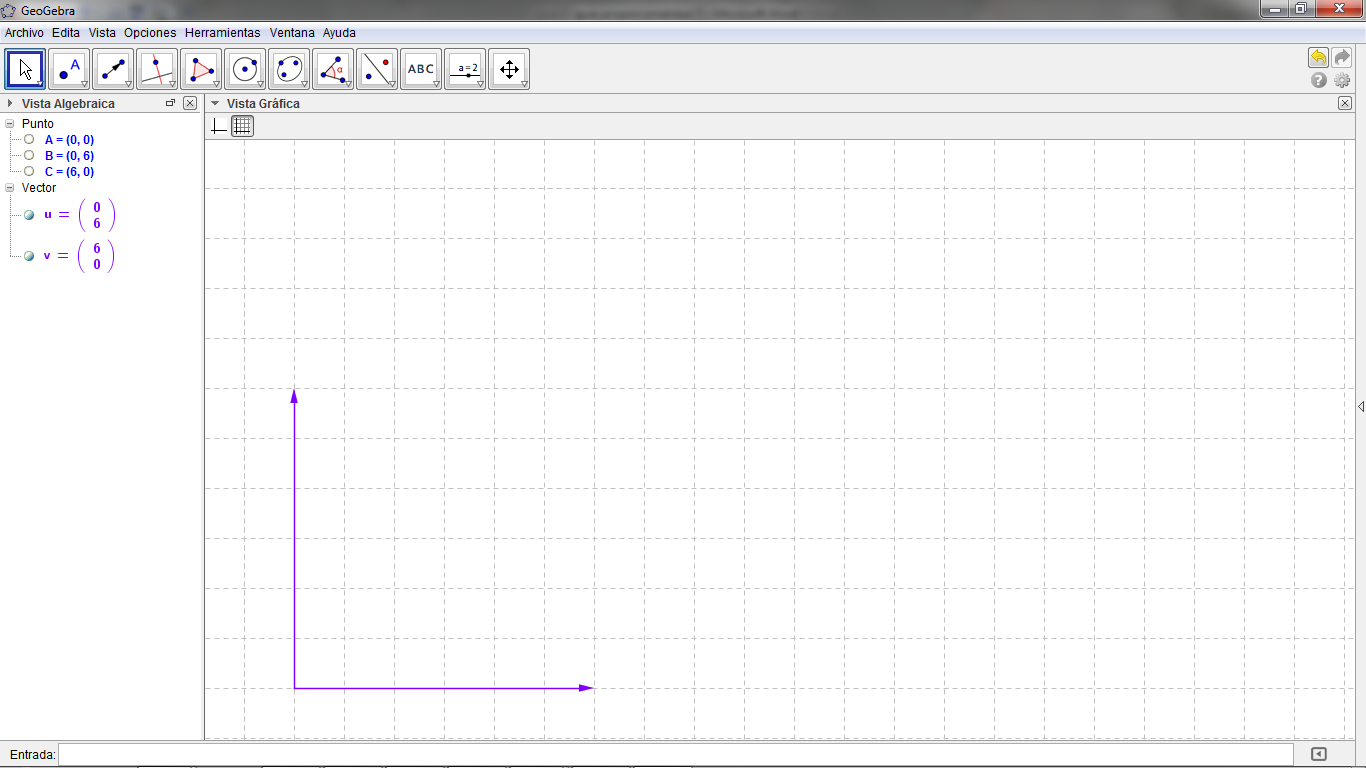 GeoGebra
Archivo Edita Vista Opciones Herramientas Ventana Ayuda
A α ABC a=2
Vista Algebraica
Vista Gráfica
Punto
A = (0, 0)
B = (0, 6)
C = (6, 0)
Vector
u = ( 0
6 )
v = ( 6
0 )
Entrada: